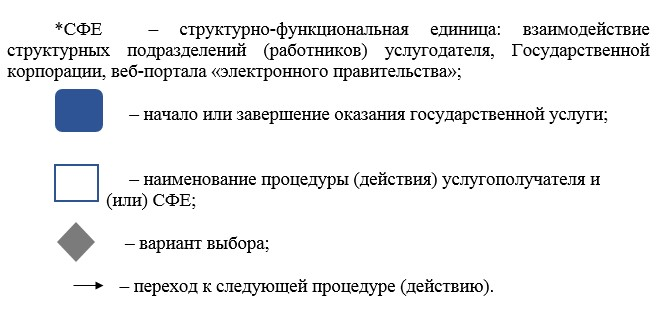 *СФЕ – структурно-функциональная единица: взаимодействие
структурных подразделений (работников) услугодателя, Государственной
корпорации, веб-портала «электронного правительства»;
– начало или завершение оказания государственной услуги;
– наименование процедуры (действия) услугополучателя и
(или) СФЕ;
– вариант выбора;
– переход к следующей процедуре (действию).